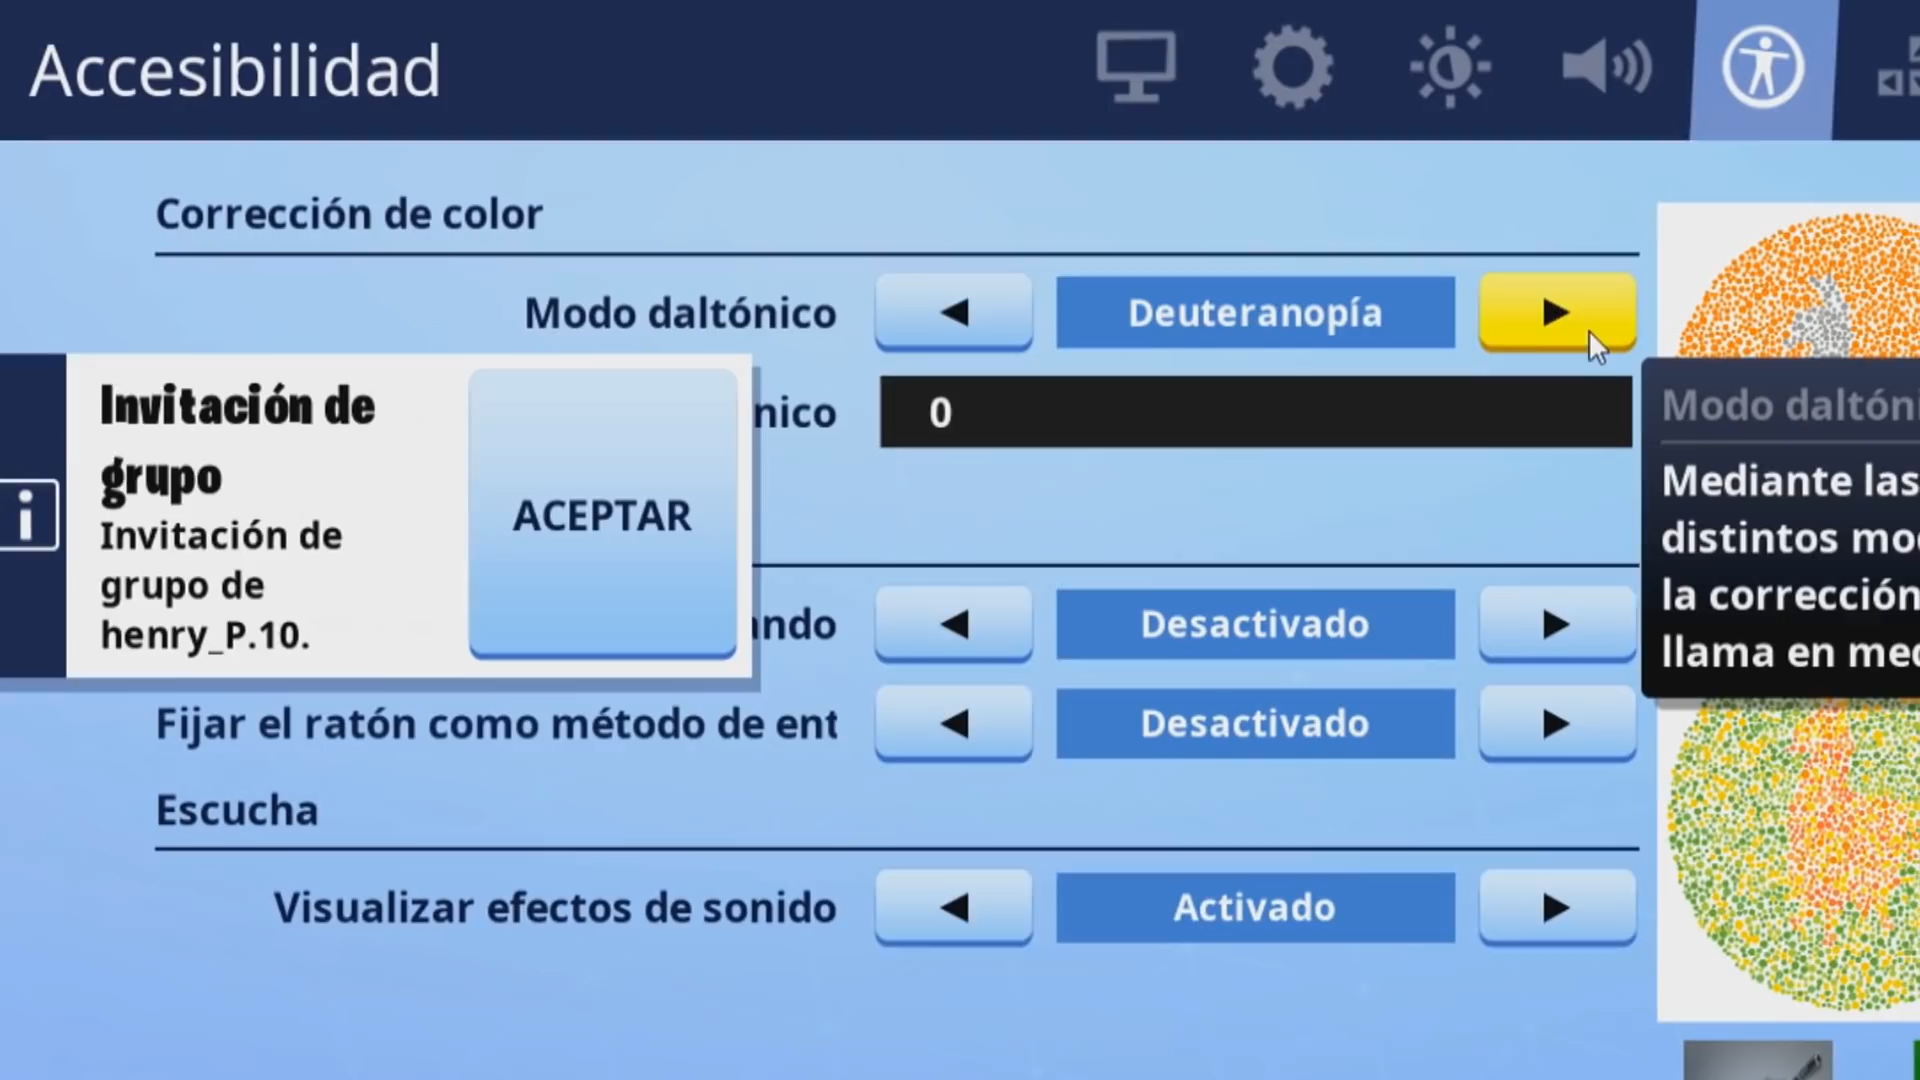 Accesibilidad
Corrección de color
Modo daltónico
Deuteranopía
nico
0
Invitación de
grupo
Invitación de
grupo de
henry_P.10.
ACEPTAR
Modo daltóni
Mediante las
distintos mo
la corrección
llama en med
ando
Desactivado
Fijar el ratón como método de ent
Desactivado
Escucha
Visualizar efectos de sonido
Activado